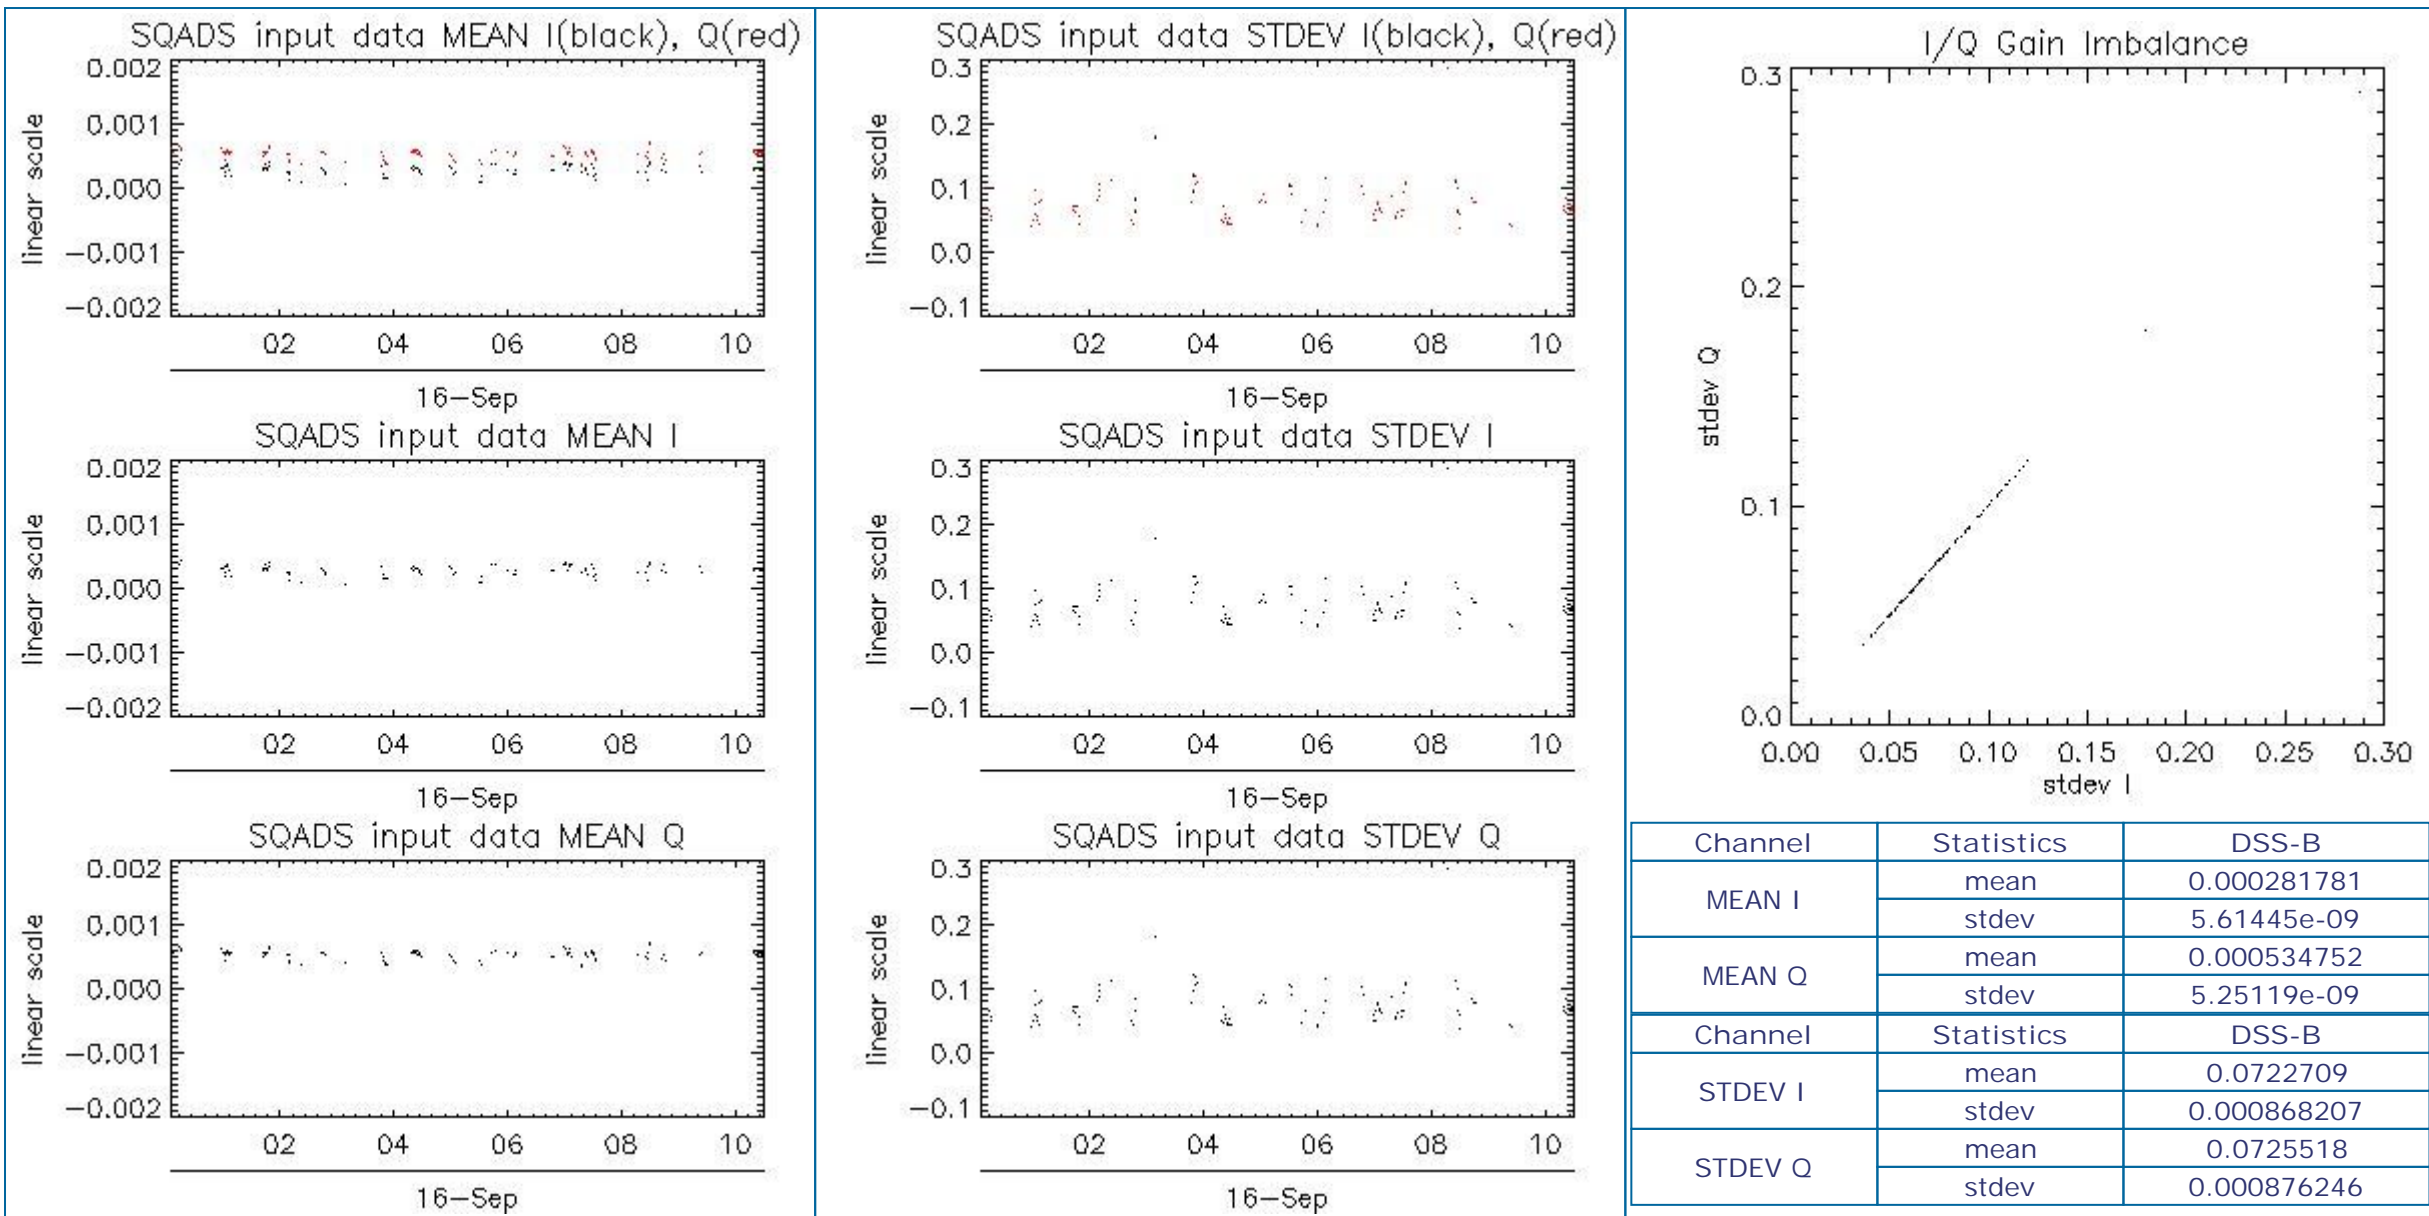 SQADS input data MEAN I(black), Q(red)
0.002
0.001
0.000
−0.001
−0.002
linear scale
02 04 06 08 10
16−Sep
SQADS input data MEAN I
0.002
0.001
0.000
−0.001
−0.002
linear scale
02 04 06 08 10
16−Sep
SQADS input data MEAN Q
0.002
0.001
0.000
−0.001
−0.002
linear scale
02 04 06 08 10
16−Sep
SQADS input data STDEV I(black), Q(red)
0.3
0.2
0.1
0.0
−0.1
linear scale
02 04 06 08 10
16−Sep
SQADS input data STDEV I
0.3
0.2
0.1
0.0
−0.1
linear scale
02 04 06 08 10
16−Sep
SQADS input data STDEV Q
0.3
0.2
0.1
0.0
−0.1
linear scale
02 04 06 08 10
16−Sep
I/Q Gain Imbalance
0.3
0.2
0.1
0.0
stdev Q
0.00 0.05 0.10 0.15 0.20 0.25 0.30
stdev I
Channel Statistics DSS-B
MEAN I mean 0.000281781
stdev 5.61445e-09
MEAN Q mean 0.000534752
stdev 5.25119e-09
Channel Statistics DSS-B
STDEV I mean 0.0722709
stdev 0.000868207
STDEV Q mean 0.0725518
stdev 0.000876246